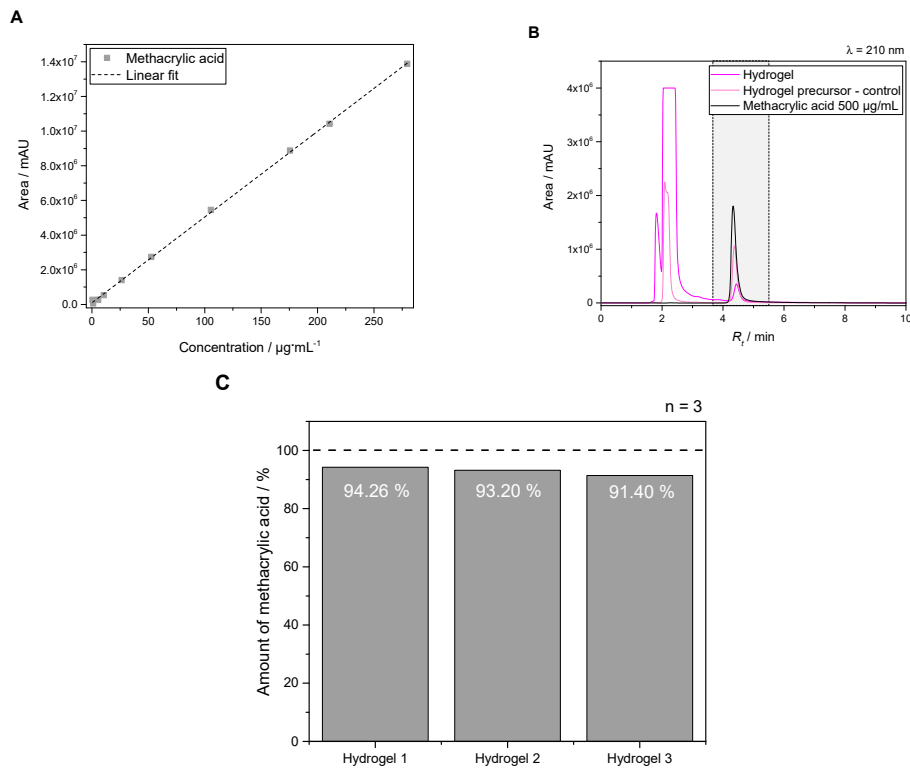 A
Methacrylic acid
Linear fit
1.4x10⁷
1.2x10⁷
1.0x10⁷
8.0x10⁶
6.0x10⁶
4.0x10⁶
2.0x10⁶
0.0
Area / mAU
0 50 100 150 200 250
Concentration / µg·mL⁻¹
B
λ = 210 nm
Hydrogel
Hydrogel precursor - control
Methacrylic acid 500 µg/mL
4x10⁶
3x10⁶
2x10⁶
1x10⁶
0
Area / mAU
0 2 4 6 8 10
Rₜ / min
C
n = 3
100
80
60
40
20
0
Amount of methacrylic acid / %
94.26 % 93.20 % 91.40 %
Hydrogel 1 Hydrogel 2 Hydrogel 3